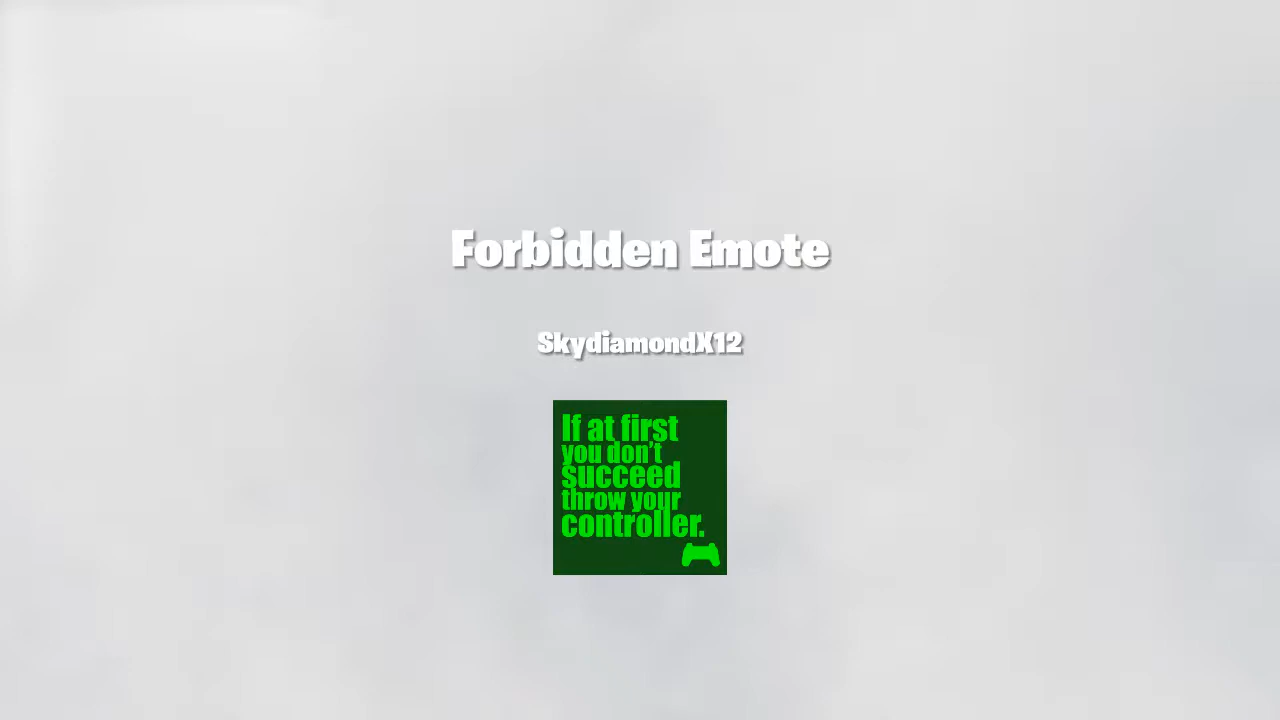 Forbidden Emote
SkydiamondX12
If at first
you don't
succeed
throw your
controller.